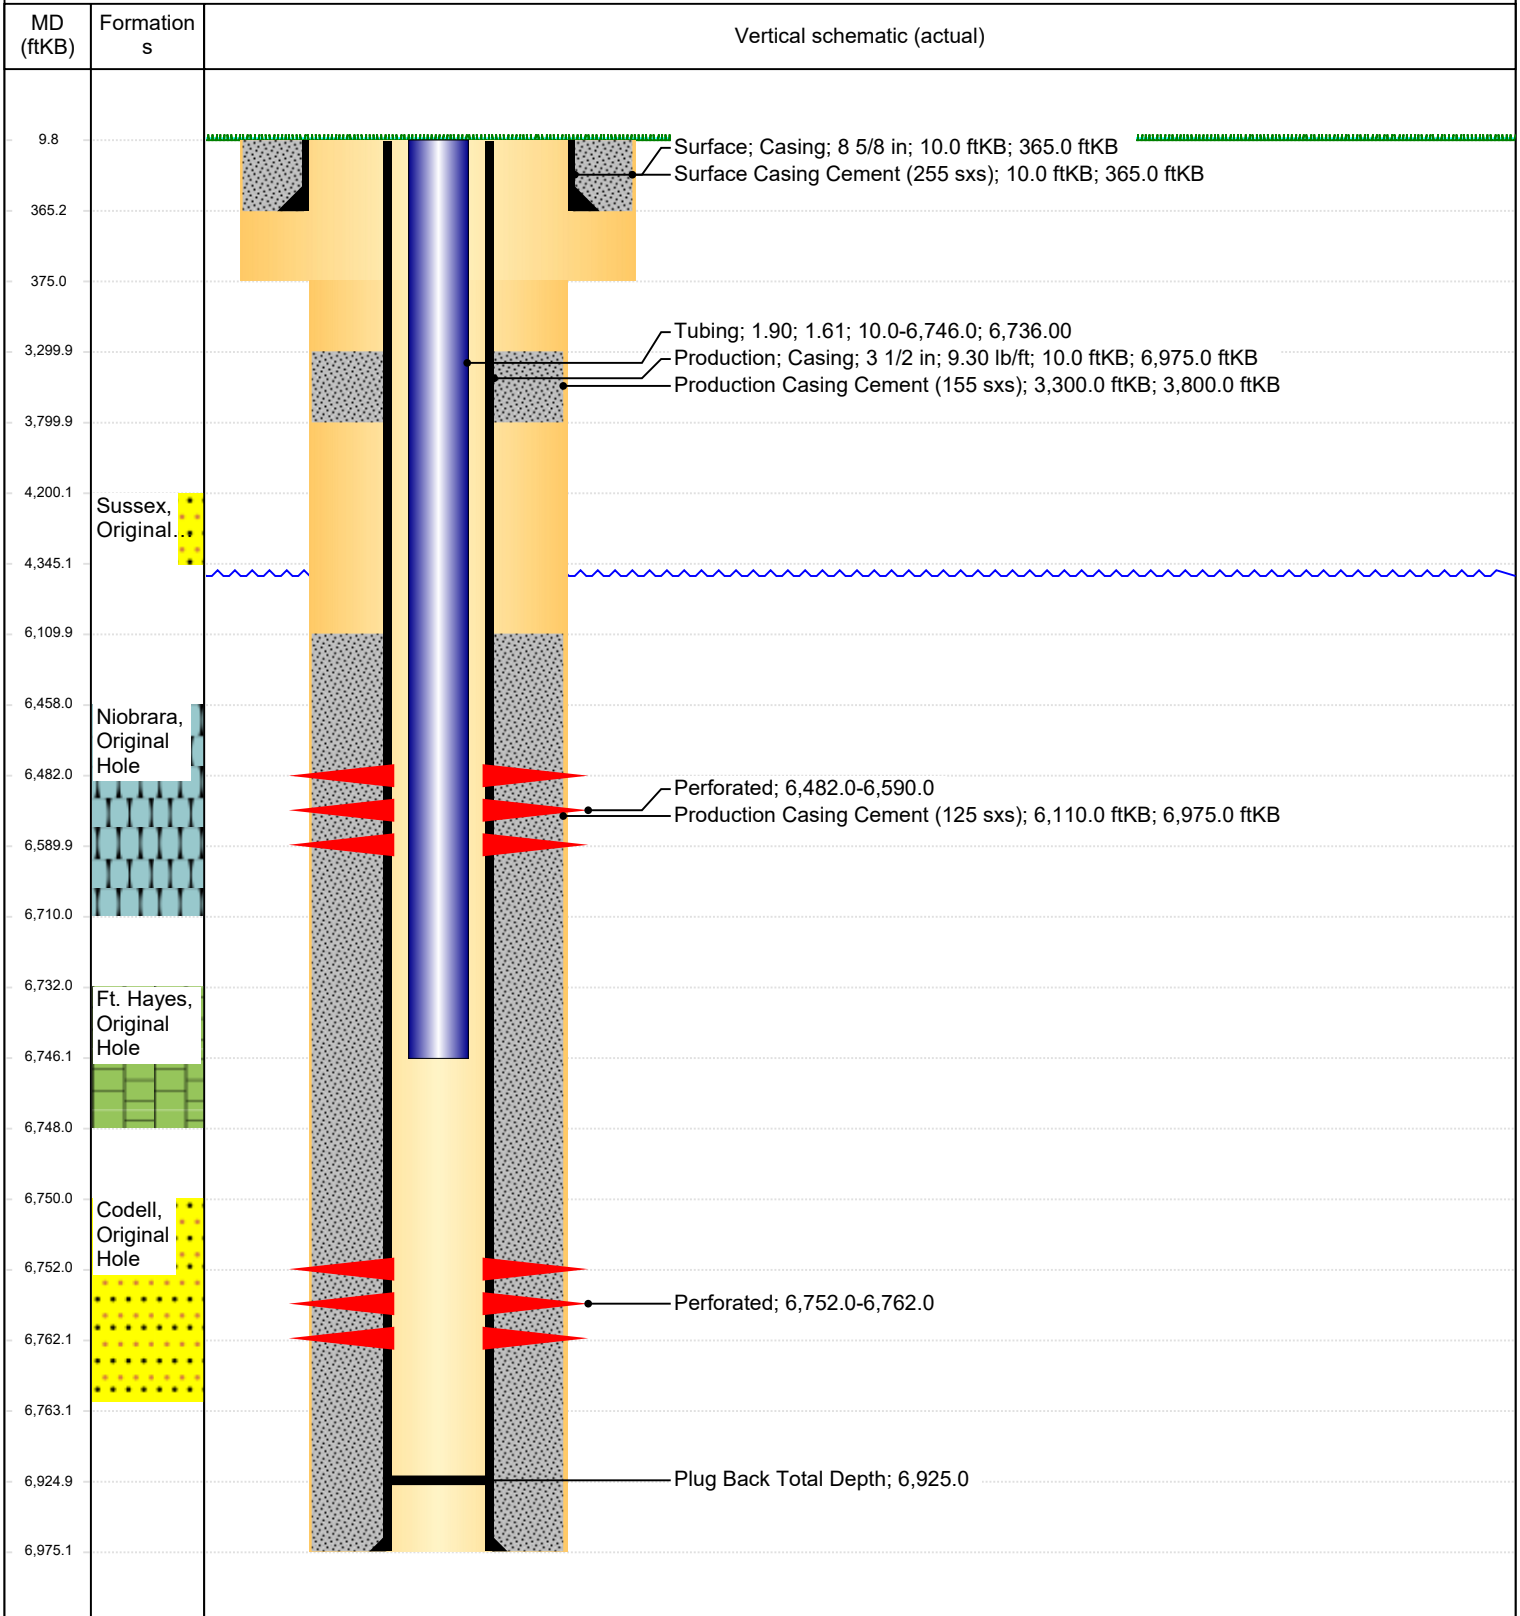 MD
(ftKB)
Formation
s
Vertical schematic (actual)
9.8
Surface; Casing; 8 5/8 in; 10.0 ftKB; 365.0 ftKB
Surface Casing Cement (255 sxs); 10.0 ftKB; 365.0 ftKB
365.2
375.0
Tubing; 1.90; 1.61; 10.0-6,746.0; 6,736.00
3,299.9
Production; Casing; 3 1/2 in; 9.30 lb/ft; 10.0 ftKB; 6,975.0 ftKB
Production Casing Cement (155 sxs); 3,300.0 ftKB; 3,800.0 ftKB
3,799.9
4,200.1
Sussex,
Original...
4,345.1
6,109.9
6,458.0
Niobrara,
Original
Hole
6,482.0
Perforated; 6,482.0-6,590.0
Production Casing Cement (125 sxs); 6,110.0 ftKB; 6,975.0 ftKB
6,589.9
6,710.0
6,732.0
Ft. Hayes,
Original
Hole
6,746.1
6,748.0
6,750.0
Codell,
Original
Hole
6,752.0
Perforated; 6,752.0-6,762.0
6,762.1
6,763.1
6,924.9
Plug Back Total Depth; 6,925.0
6,975.1